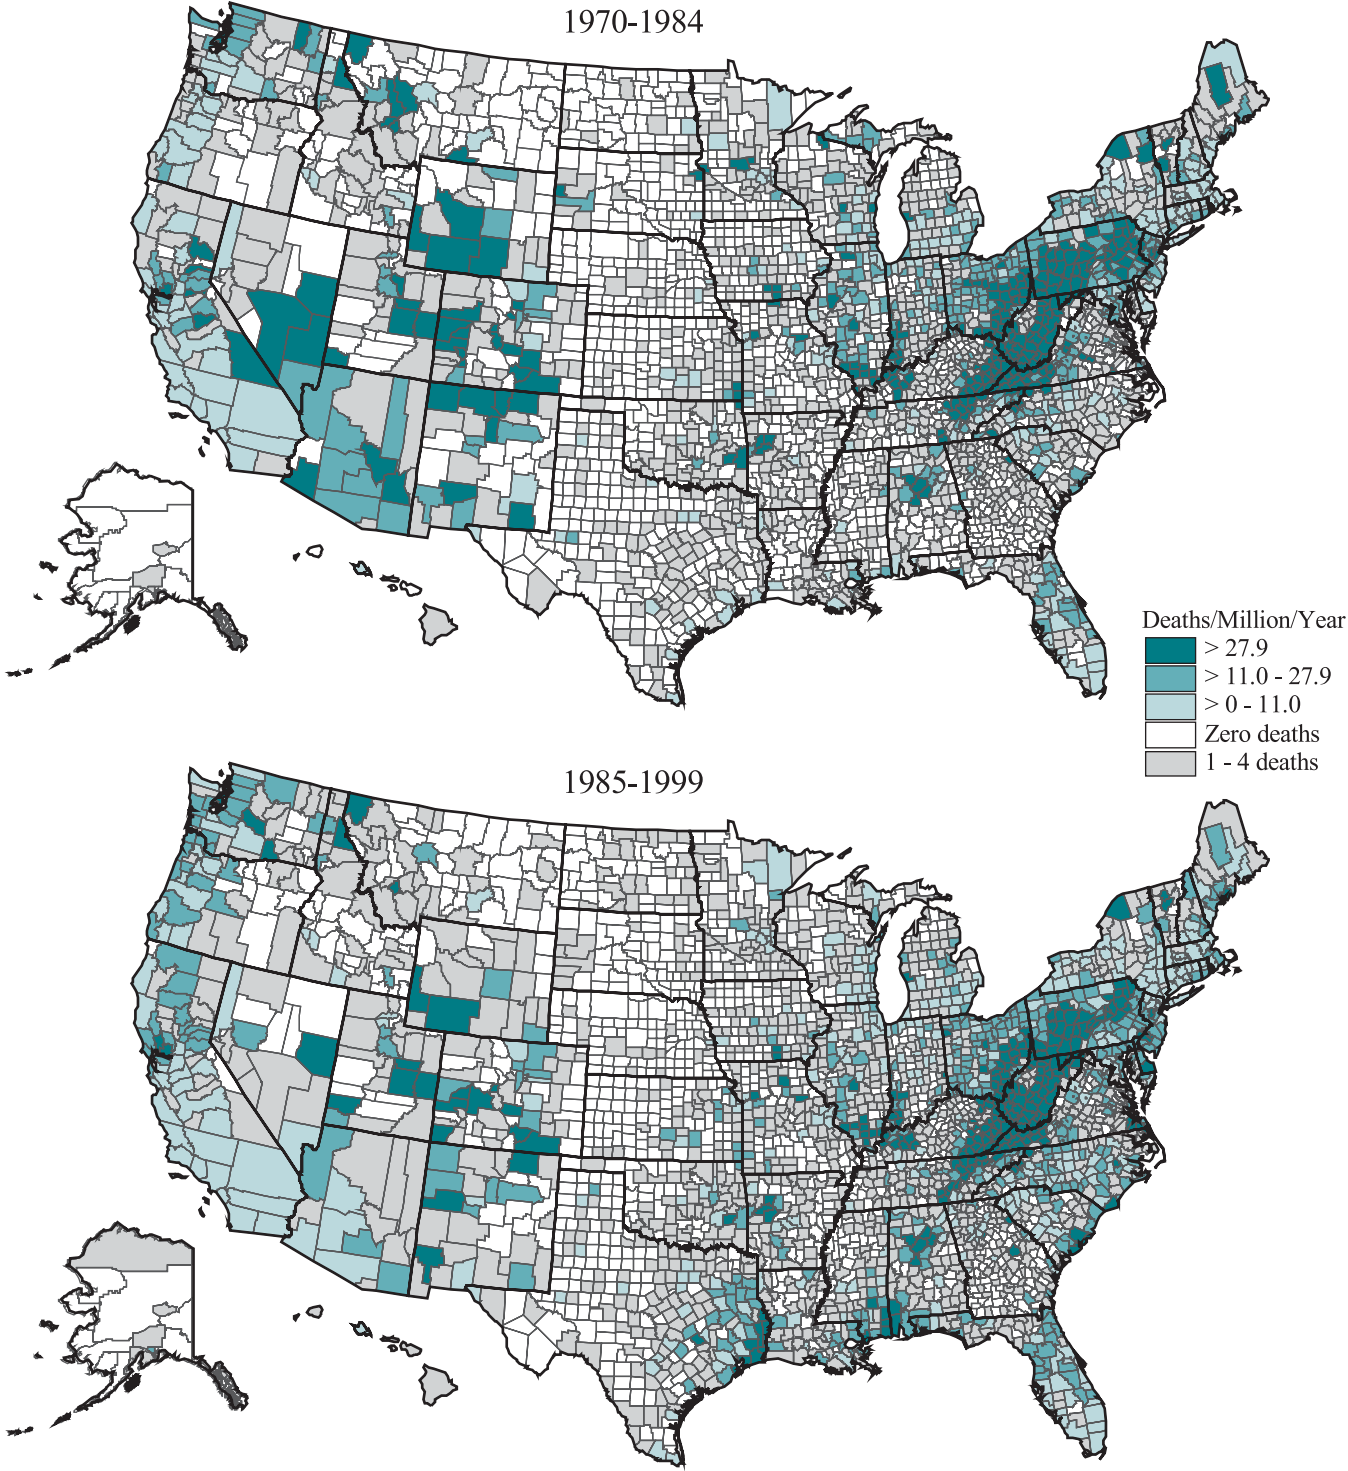 1970-1984
Deaths/Million/Year
> 27.9
> 11.0 - 27.9
> 0 - 11.0
Zero deaths
1 - 4 deaths
1985-1999